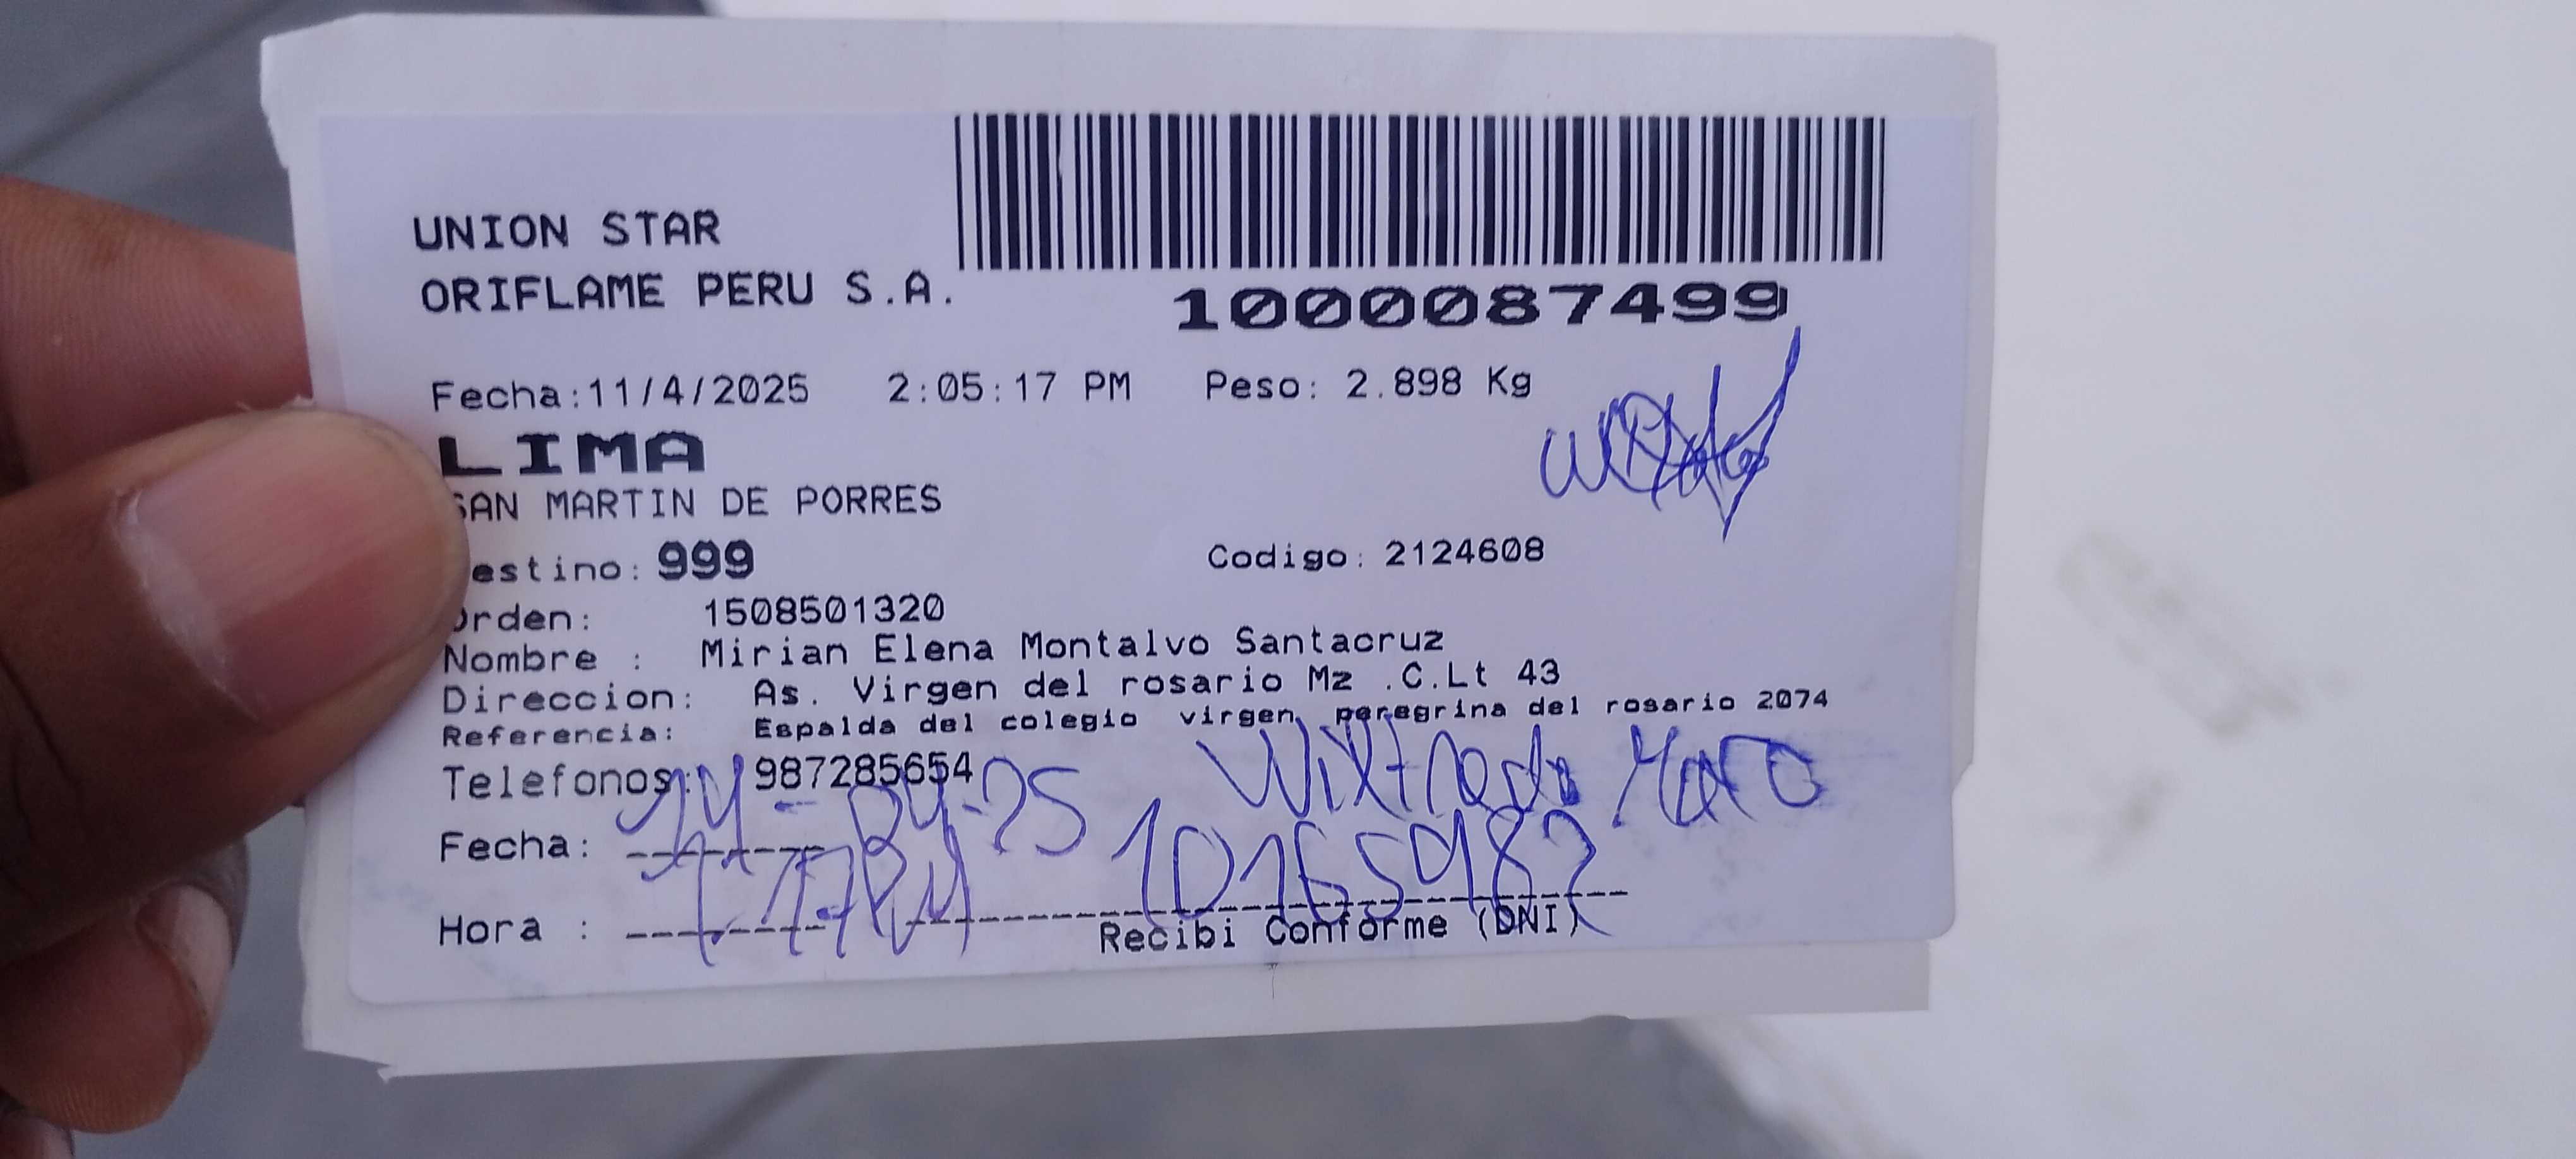 UNION STAR
ORIFLAME PERU S.A.
1000087499
Fecha:11/4/2025 2:05:17 PM Peso: 2.898 Kg
LIMA
SAN MARTIN DE PORRES
estino: 999 Codigo: 2124608
Orden: 1508501320
Nombre : Mirian Elena Montalvo Santacruz
Direccion: As. Virgen del rosario Mz .C.Lt 43
Referencia: Espalda del colegio virgen peregrina del rosario 2074
Telefonos: 987285654
Wilfredo
Fecha: 14-04-25
Hora :
Recibi Conforme (DNI)